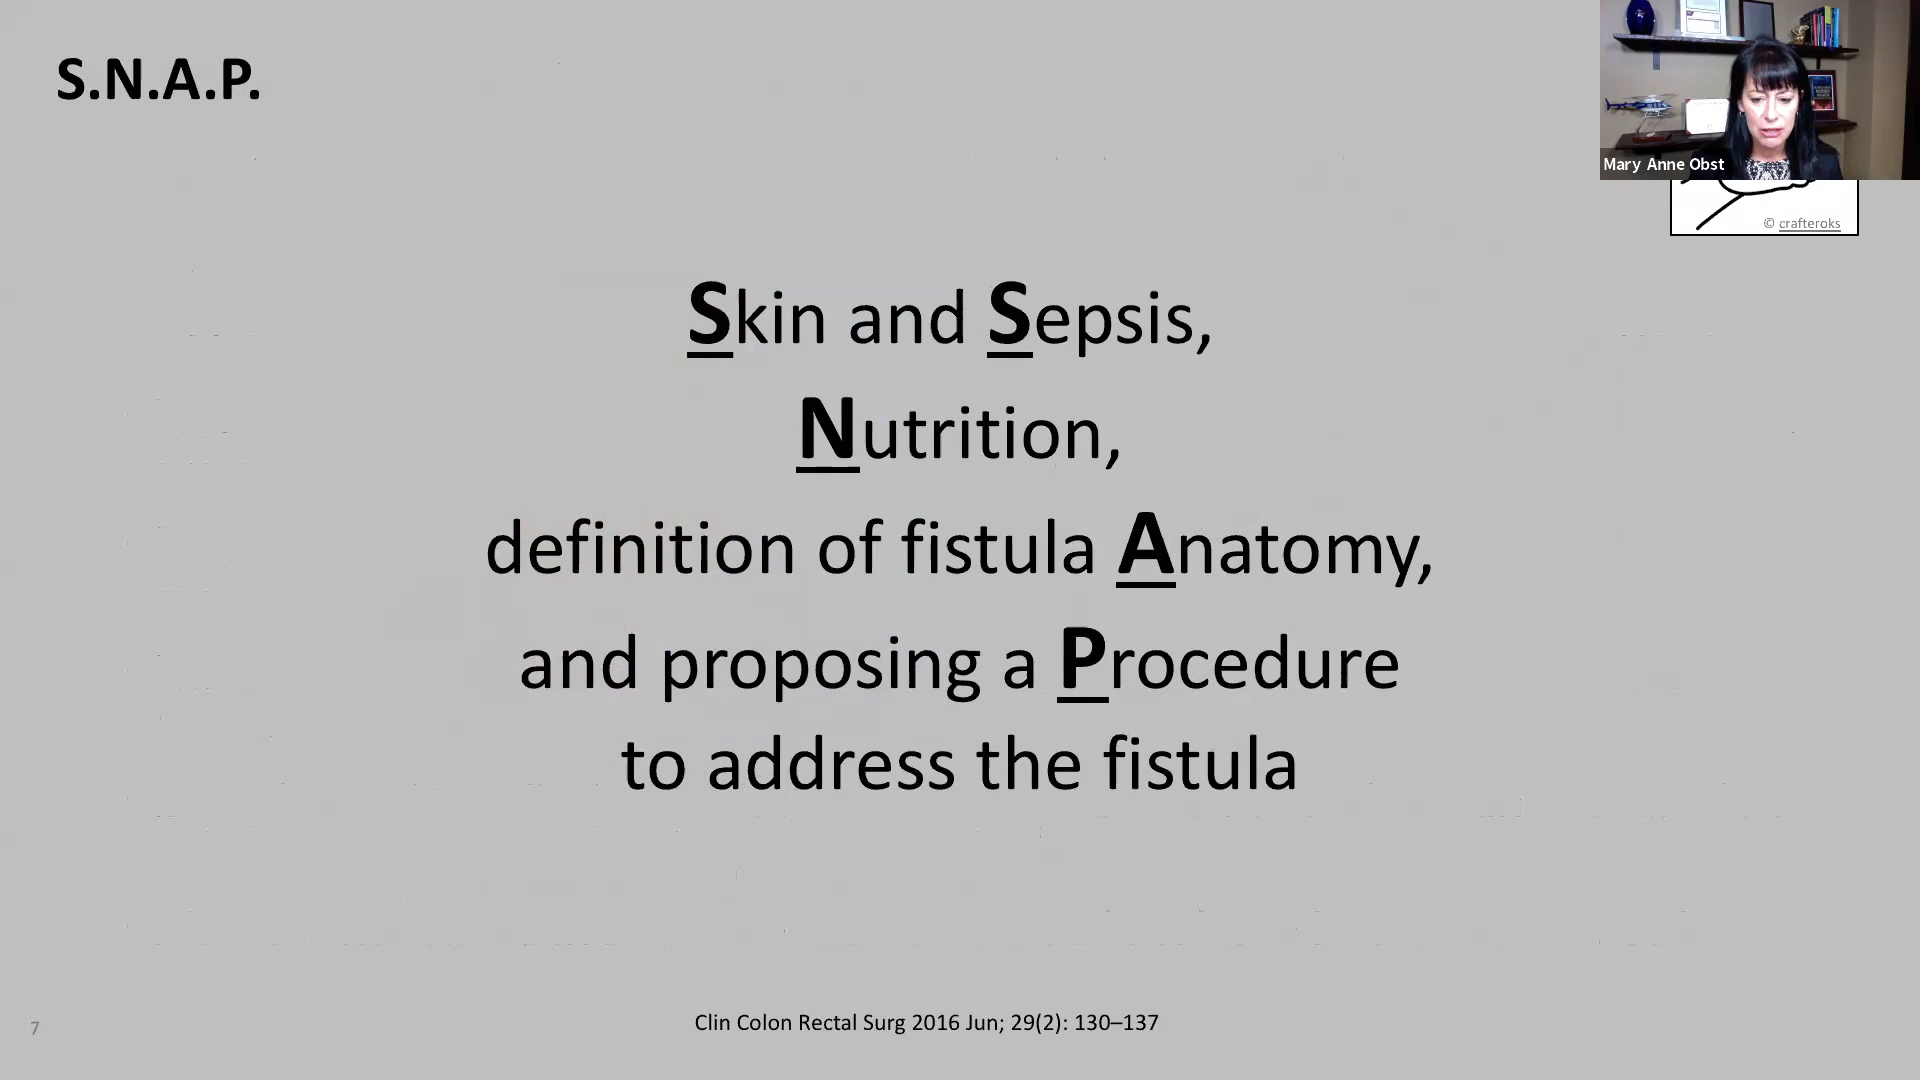 S.N.A.P.
Mary Anne Obst
© crafteroks
Skin and Sepsis,
Nutrition,
definition of fistula Anatomy,
and proposing a Procedure
to address the fistula
Clin Colon Rectal Surg 2016 Jun; 29(2): 130–137
7